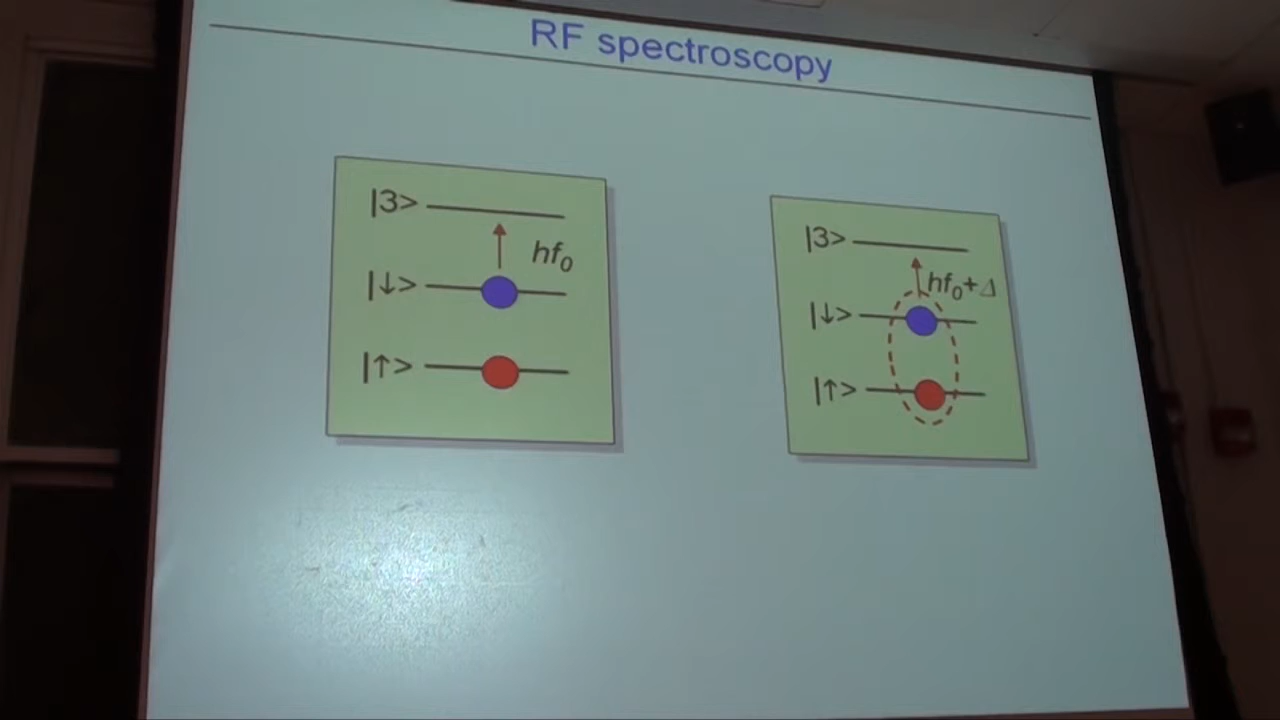 RF spectroscopy
|3>
hf₀
|↓>
|↑>
|3>
hf₀+Δ
|↓>
|↑>